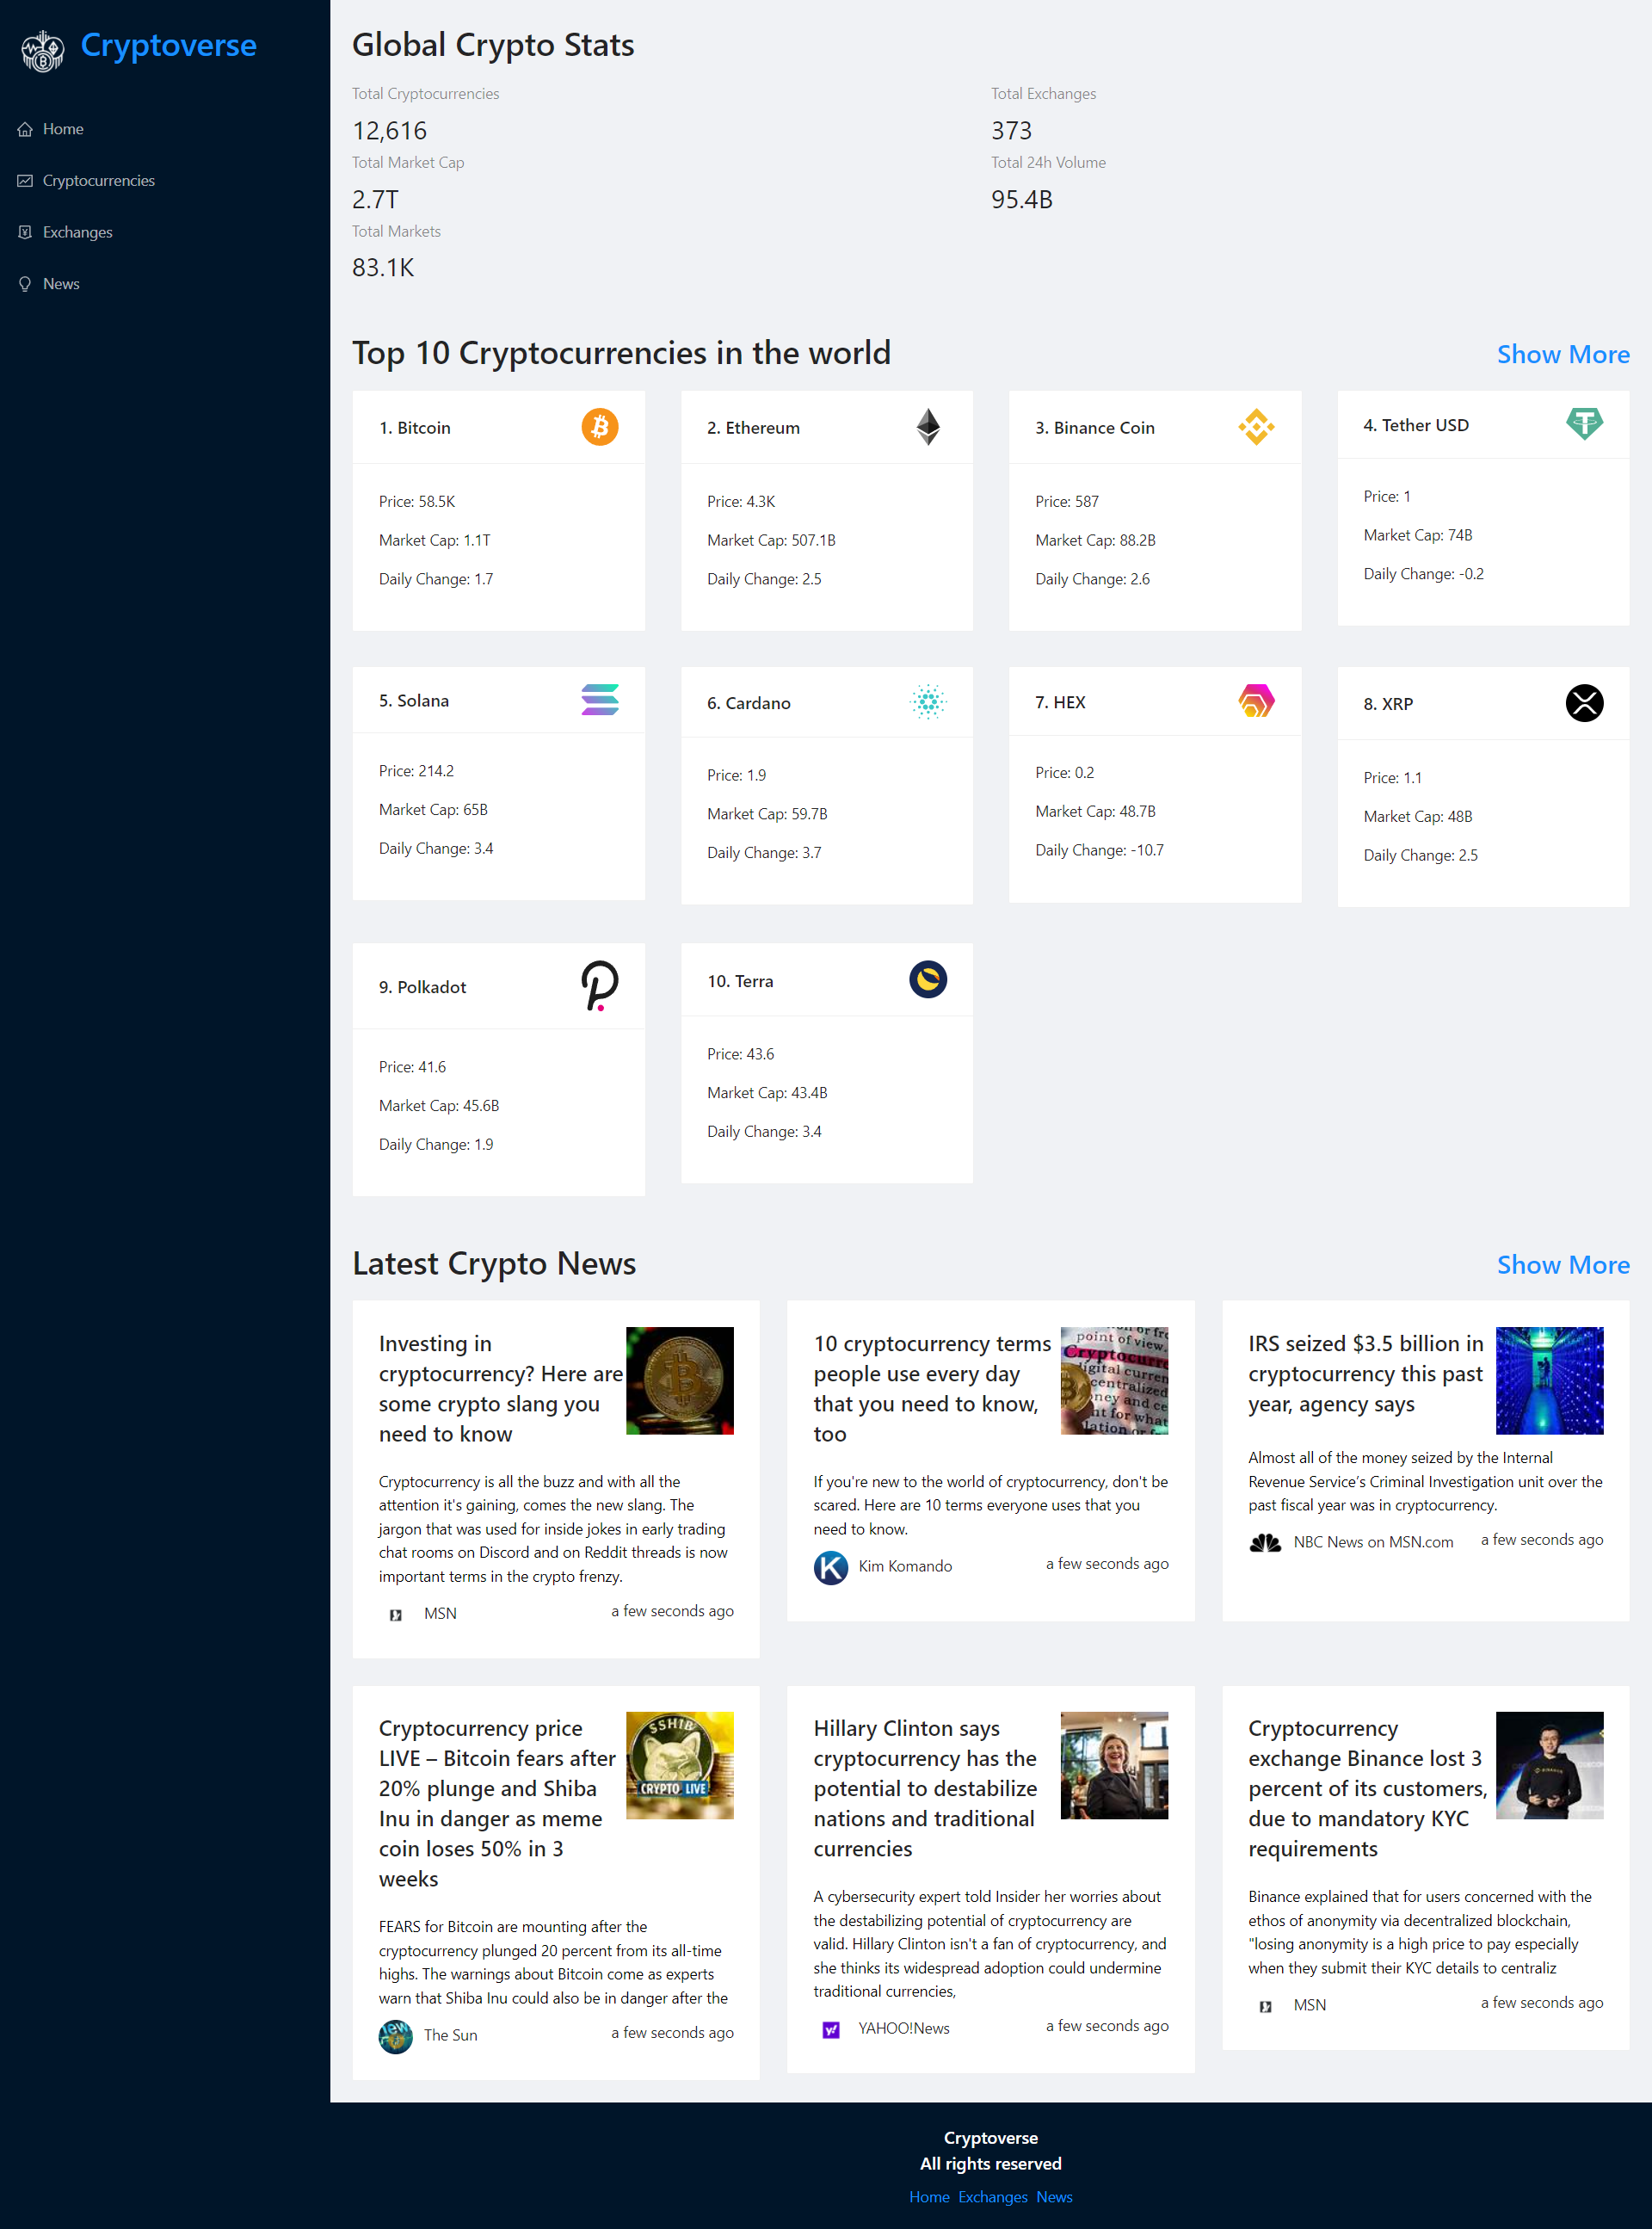 Cryptoverse
Home
Cryptocurrencies
Exchanges
News
Global Crypto Stats
Total Cryptocurrencies
12,616
Total Exchanges
373
Total Market Cap
2.7T
Total 24h Volume
95.4B
Total Markets
83.1K
Top 10 Cryptocurrencies in the world
Show More
1. Bitcoin
Price: 58.5K
Market Cap: 1.1T
Daily Change: 1.7
2. Ethereum
Price: 4.3K
Market Cap: 507.1B
Daily Change: 2.5
3. Binance Coin
Price: 587
Market Cap: 88.2B
Daily Change: 2.6
4. Tether USD
Price: 1
Market Cap: 74B
Daily Change: -0.2
5. Solana
Price: 214.2
Market Cap: 65B
Daily Change: 3.4
6. Cardano
Price: 1.9
Market Cap: 59.7B
Daily Change: 3.7
7. HEX
Price: 0.2
Market Cap: 48.7B
Daily Change: -10.7
8. XRP
Price: 1.1
Market Cap: 48B
Daily Change: 2.5
9. Polkadot
Price: 41.6
Market Cap: 45.6B
Daily Change: 1.9
10. Terra
Price: 43.6
Market Cap: 43.4B
Daily Change: 3.4
Latest Crypto News
Show More
Investing in
cryptocurrency? Here are
some crypto slang you
need to know
Cryptocurrency is all the buzz and with all the
attention it's gaining, comes the new slang. The
jargon that was used for inside jokes in early trading
chat rooms on Discord and on Reddit threads is now
important terms in the crypto frenzy.
MSN
a few seconds ago
10 cryptocurrency terms
people use every day
that you need to know,
too
point of view.
Cryptocurre
igital curren
centralized
ney and ce
nt for what
lation or f
If you're new to the world of cryptocurrency, don't be
scared. Here are 10 terms everyone uses that you
need to know.
K
Kim Komando
a few seconds ago
IRS seized $3.5 billion in
cryptocurrency this past
year, agency says
Almost all of the money seized by the Internal
Revenue Service’s Criminal Investigation unit over the
past fiscal year was in cryptocurrency.
NBC News on MSN.com
a few seconds ago
Cryptocurrency price
LIVE – Bitcoin fears after
20% plunge and Shiba
Inu in danger as meme
coin loses 50% in 3
weeks
SSHIB
CRYPTO LIVE
FEARS for Bitcoin are mounting after the
cryptocurrency plunged 20 percent from its all-time
highs. The warnings about Bitcoin come as experts
warn that Shiba Inu could also be in danger after the
The Sun
a few seconds ago
Hillary Clinton says
cryptocurrency has the
potential to destabilize
nations and traditional
currencies
A cybersecurity expert told Insider her worries about
the destabilizing potential of cryptocurrency are
valid. Hillary Clinton isn't a fan of cryptocurrency, and
she thinks its widespread adoption could undermine
traditional currencies,
y!
YAHOO!News
a few seconds ago
Cryptocurrency
exchange Binance lost 3
percent of its customers,
due to mandatory KYC
requirements
BINANCE
Binance explained that for users concerned with the
ethos of anonymity via decentralized blockchain,
"losing anonymity is a high price to pay especially
when they submit their KYC details to centraliz
MSN
a few seconds ago
Cryptoverse
All rights reserved
Home Exchanges News